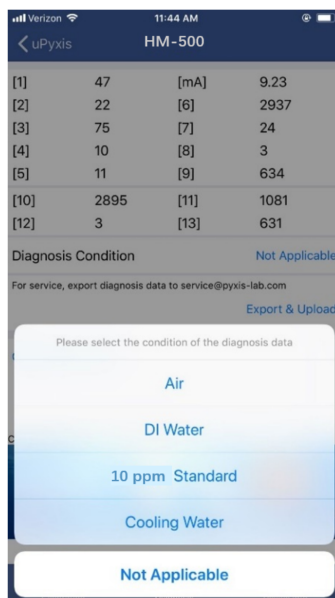 Verizon 11:44 AM
uPyxis HM-500
[1] 47 [mA] 9.23
[2] 22 [6] 2937
[3] 75 [7] 24
[4] 10 [8] 3
[5] 11 [9] 634
[10] 2895 [11] 1081
[12] 3 [13] 631
Diagnosis Condition Not Applicable
For service, export diagnosis data to service@pyxis-lab.com
Export & Upload
Please select the condition of the diagnosis data
Air
DI Water
10 ppm Standard
Cooling Water
Not Applicable